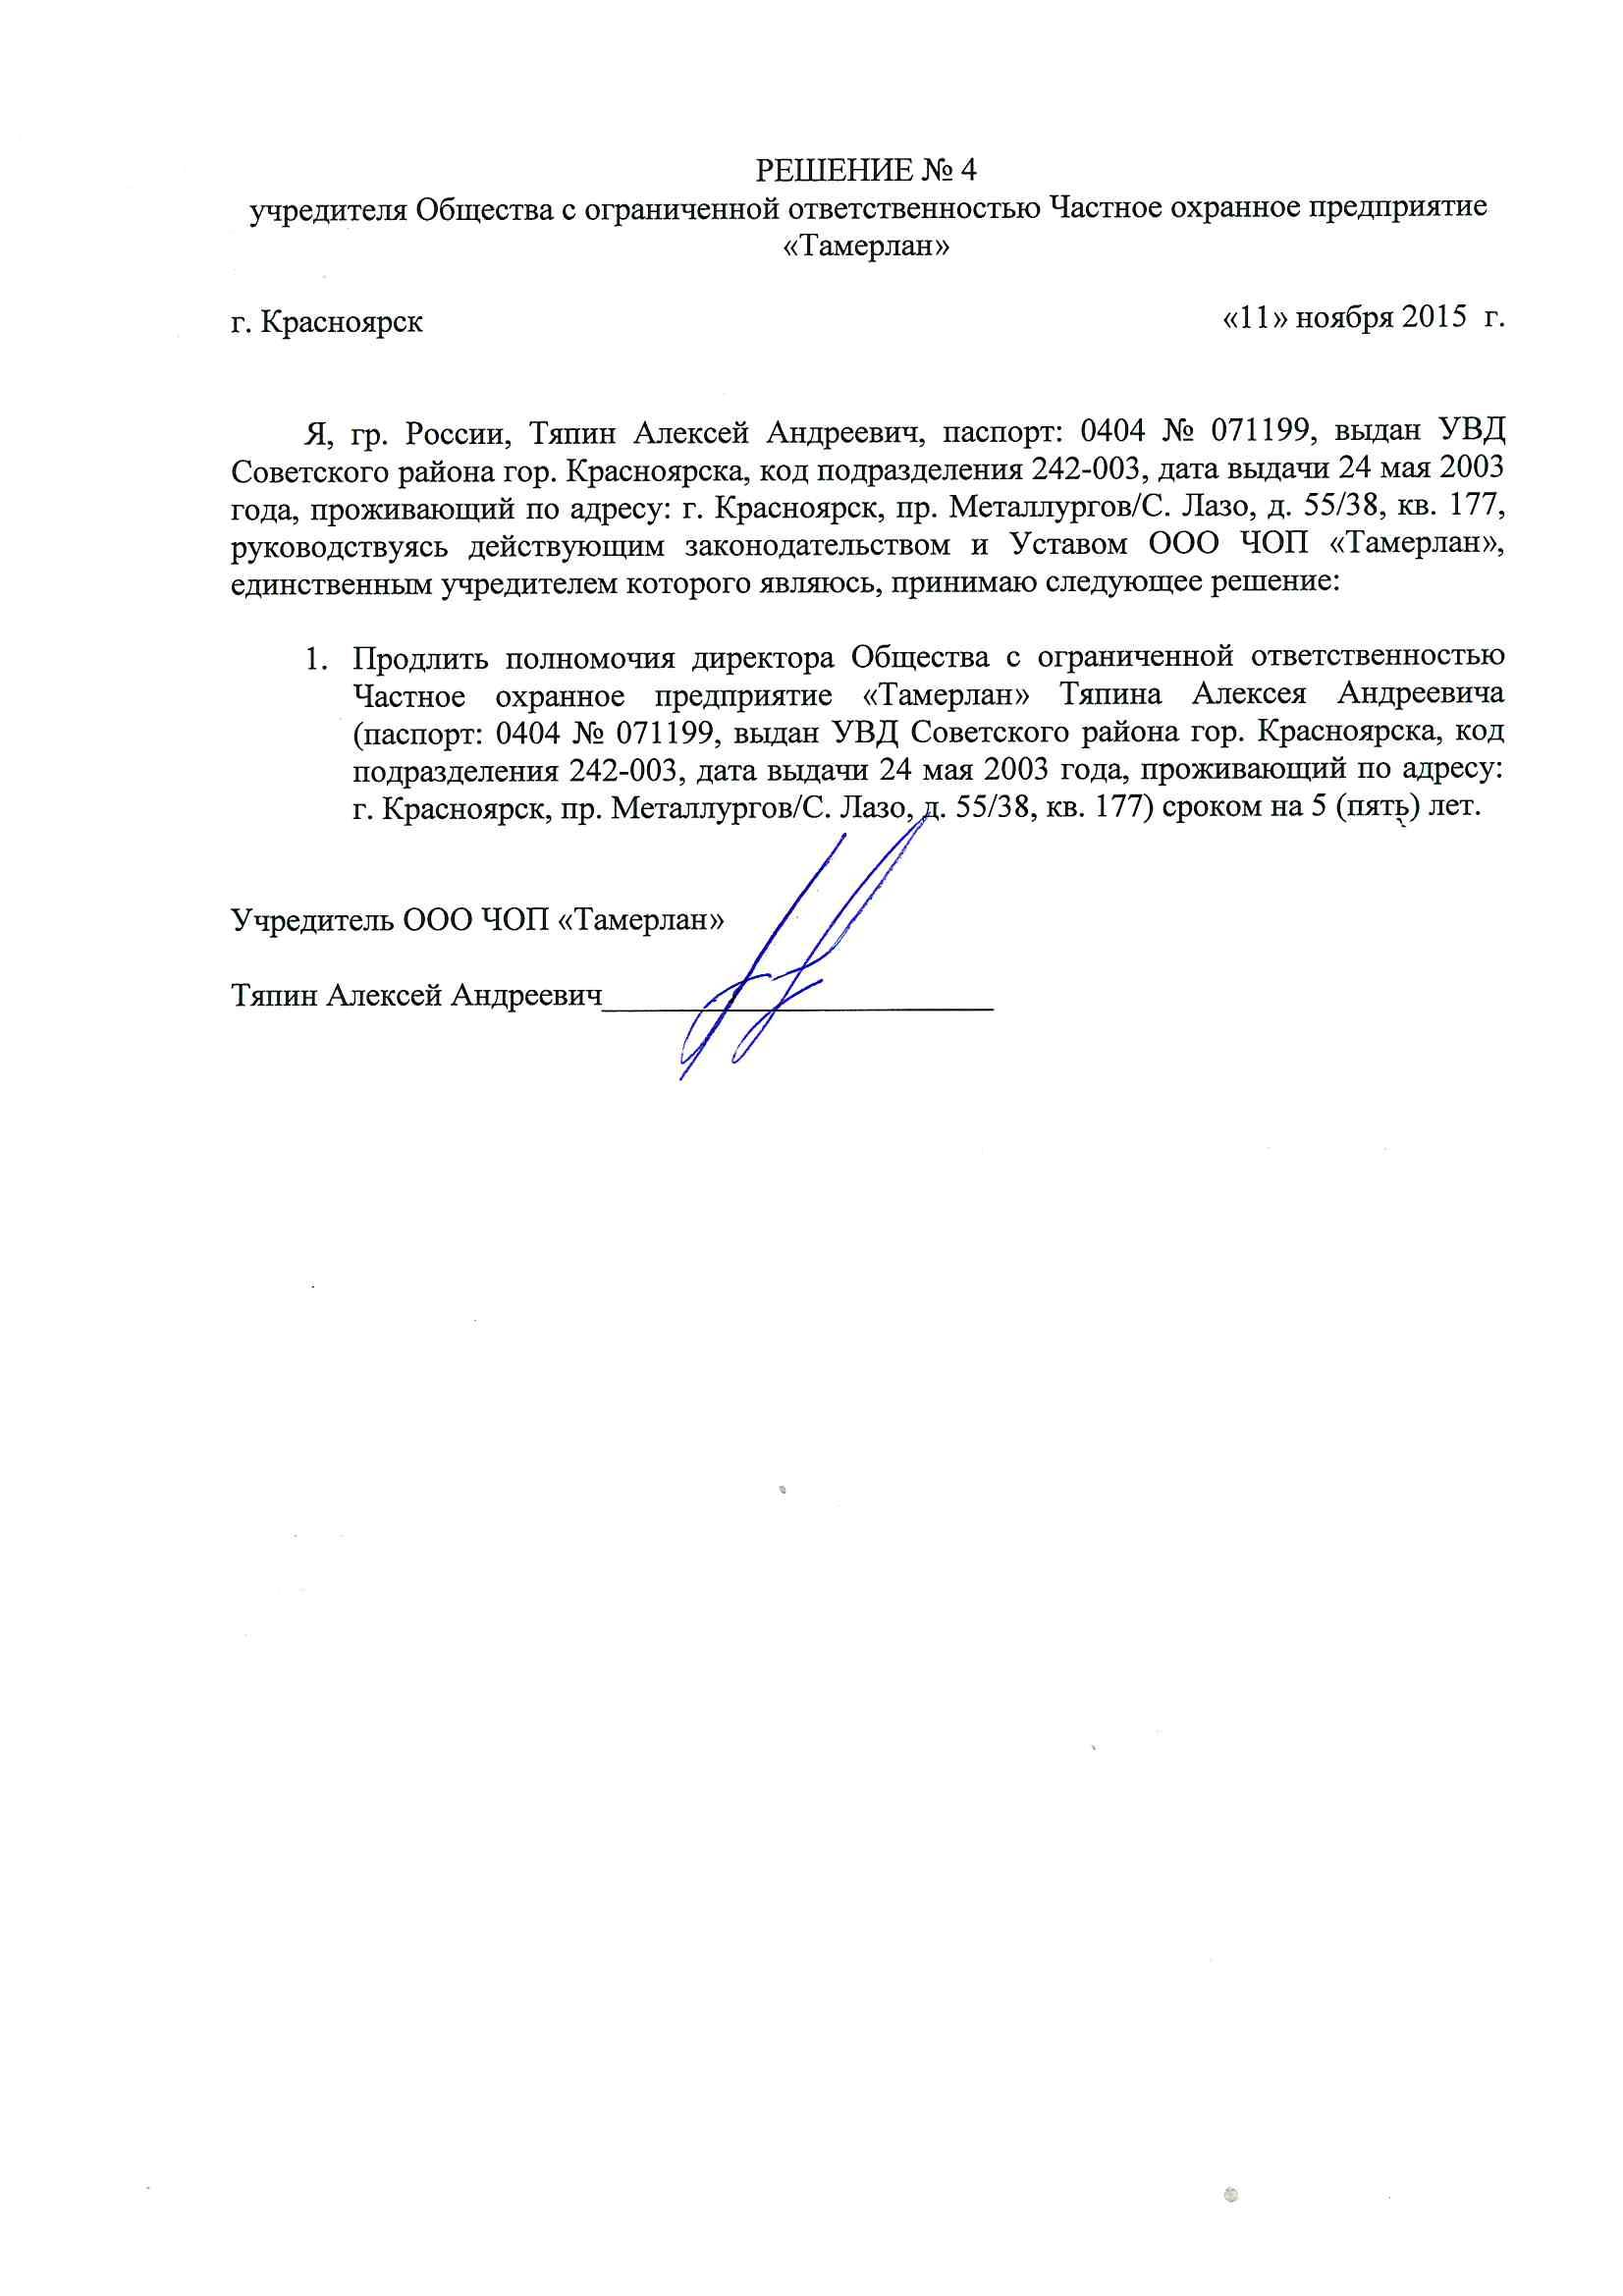 РЕШЕНИЕ № 4
учредителя Общества с ограниченной ответственностью Частное охранное предприятие
«Тамерлан»
г. Красноярск «11» ноября 2015 г.
Я, гр. России, Тяпин Алексей Андреевич, паспорт: 0404 № 071199, выдан УВД
Советского района гор. Красноярска, код подразделения 242-003, дата выдачи 24 мая 2003
года, проживающий по адресу: г. Красноярск, пр. Металлургов/С. Лазо, д. 55/38, кв. 177,
руководствуясь действующим законодательством и Уставом ООО ЧОП «Тамерлан»,
единственным учредителем которого являюсь, принимаю следующее решение:
1. Продлить полномочия директора Общества с ограниченной ответственностью
Частное охранное предприятие «Тамерлан» Тяпина Алексея Андреевича
(паспорт: 0404 № 071199, выдан УВД Советского района гор. Красноярска, код
подразделения 242-003, дата выдачи 24 мая 2003 года, проживающий по адресу:
г. Красноярск, пр. Металлургов/С. Лазо, д. 55/38, кв. 177) сроком на 5 (пять) лет.
Учредитель ООО ЧОП «Тамерлан»
Тяпин Алексей Андреевич